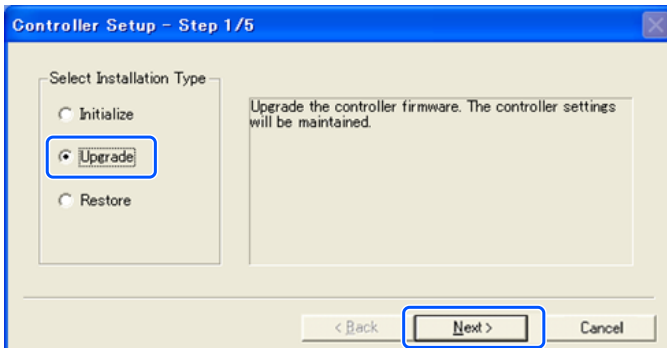 Controller Setup - Step 1/5
Select Installation Type
Initialize
Upgrade
Restore
Upgrade the controller firmware. The controller settings
will be maintained.
< Back
Next >
Cancel